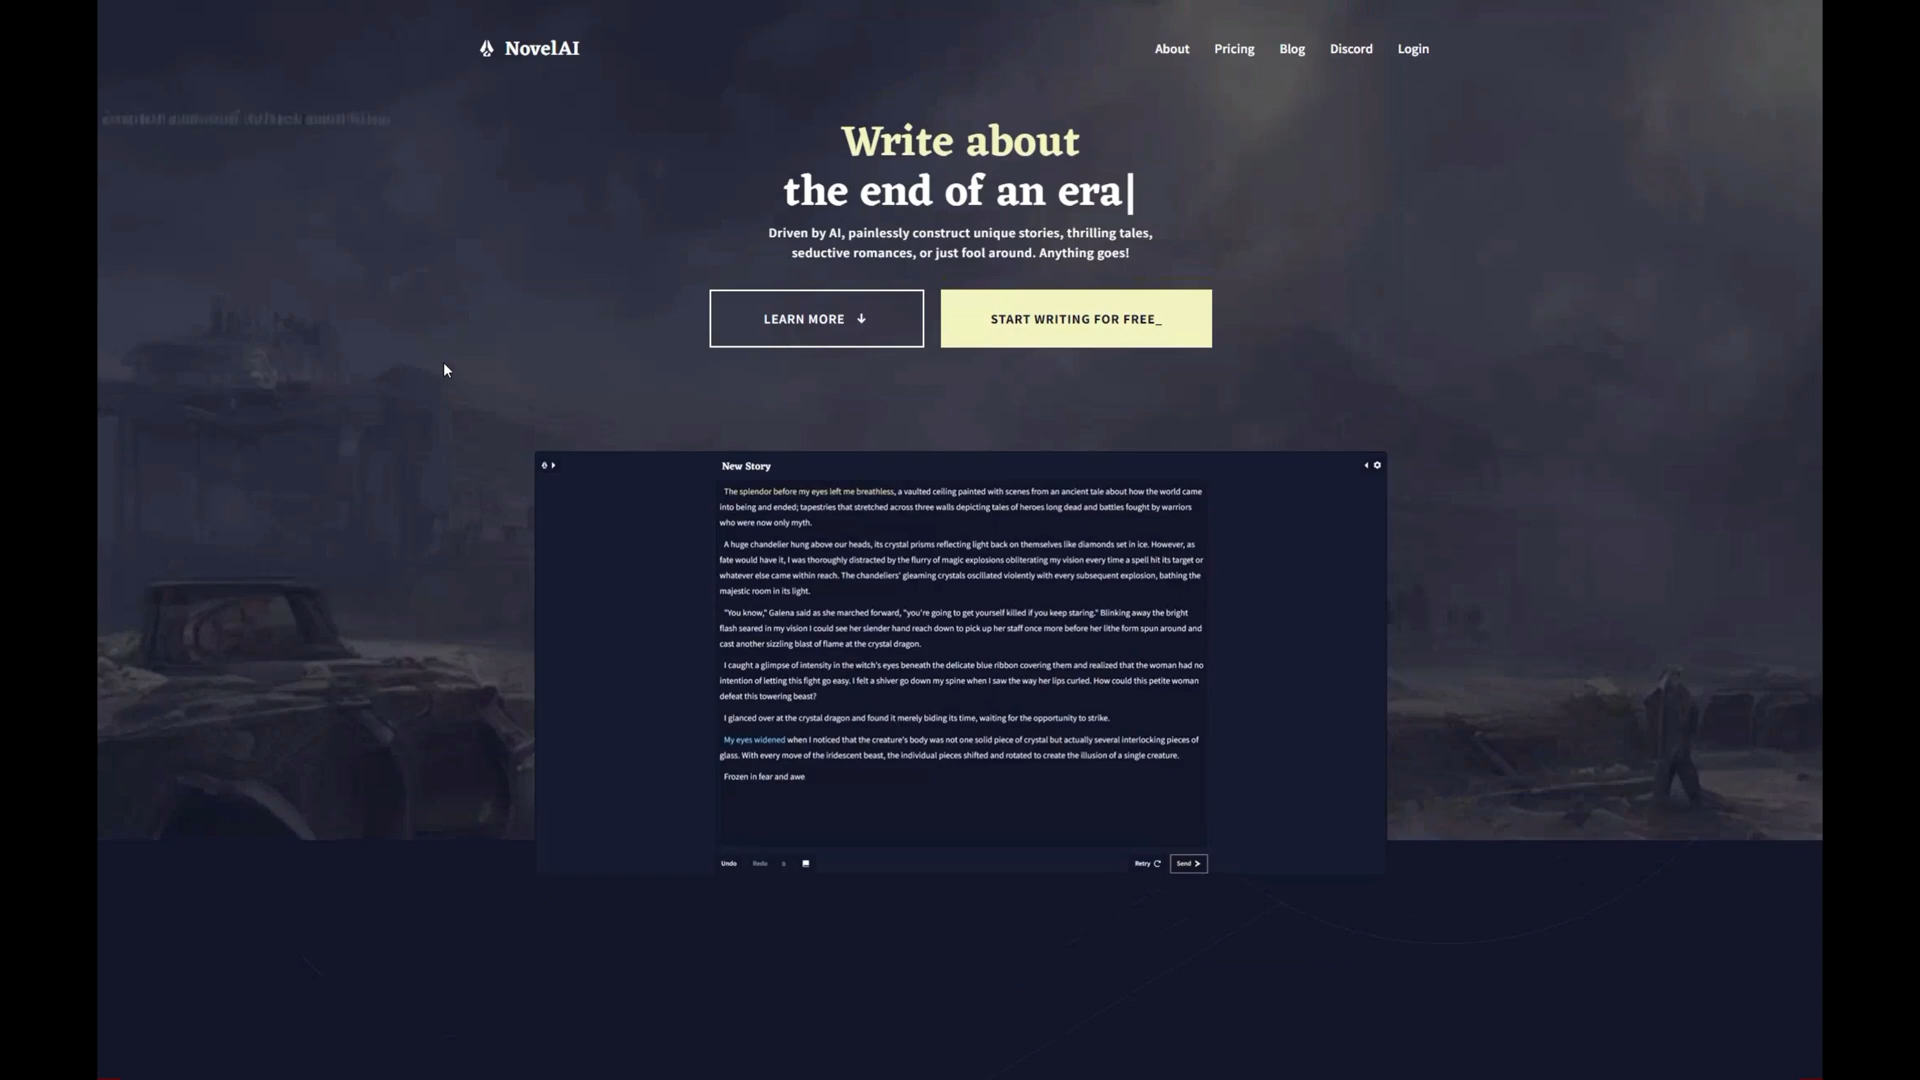 NovelAI
About Pricing Blog Discord Login
Write about
the end of an era|
Driven by AI, painlessly construct unique stories, thrilling tales,
seductive romances, or just fool around. Anything goes!
LEARN MORE ↓
START WRITING FOR FREE_
New Story
The splendor before my eyes left me breathless, a vaulted ceiling painted with scenes from an ancient tale about how the world came
into being and ended; tapestries that stretched across three walls depicting tales of heroes long dead and battles fought by warriors
who were now only myth.
A huge chandelier hung above our heads, its crystal prisms reflecting light back on themselves like diamonds set in ice. However, as
fate would have it, I was thoroughly distracted by the flurry of magic explosions obliterating my vision every time a spell hit its target or
whatever else came within reach. The chandeliers' gleaming crystals oscillated violently with every subsequent explosion, bathing the
majestic room in its light.
"You know," Galena said as she marched forward, "you're going to get yourself killed if you keep staring." Blinking away the bright
flash seared in my vision I could see her slender hand reach down to pick up her staff once more before her lithe form spun around and
cast another sizzling blast of flame at the crystal dragon.
I caught a glimpse of intensity in the witch's eyes beneath the delicate blue ribbon covering them and realized that the woman had no
intention of letting this fight go easy. I felt a shiver go down my spine when I saw the way her lips curled. How could this petite woman
defeat this towering beast?
I glanced over at the crystal dragon and found it merely biding its time, waiting for the opportunity to strike.
My eyes widened when I noticed that the creature's body was not one solid piece of crystal but actually several interlocking pieces of
glass. With every move of the iridescent beast, the individual pieces shifted and rotated to create the illusion of a single creature.
Frozen in fear and awe
Undo Redo Retry Send